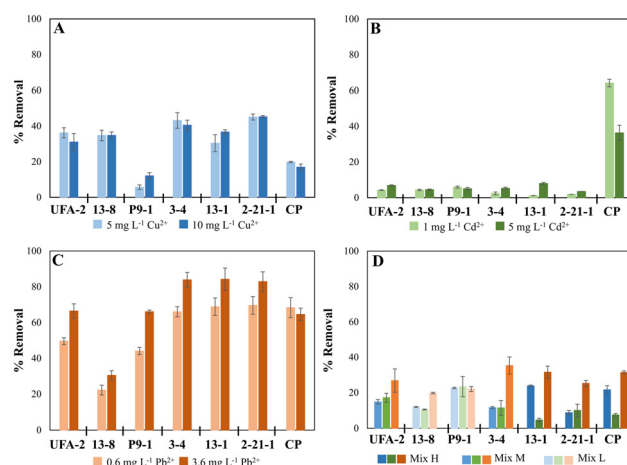 A
% Removal
100
80
60
40
20
0
UFA-2 13-8 P9-1 3-4 13-1 2-21-1 CP
5 mg L⁻¹ Cu²⁺ 10 mg L⁻¹ Cu²⁺
B
% Removal
100
80
60
40
20
0
UFA-2 13-8 P9-1 3-4 13-1 2-21-1 CP
1 mg L⁻¹ Cd²⁺ 5 mg L⁻¹ Cd²⁺
C
% Removal
100
80
60
40
20
0
UFA-2 13-8 P9-1 3-4 13-1 2-21-1 CP
0.6 mg L⁻¹ Pb²⁺ 3.6 mg L⁻¹ Pb²⁺
D
% Removal
100
80
60
40
20
0
UFA-2 13-8 P9-1 3-4 13-1 2-21-1 CP
Mix H Mix M Mix L